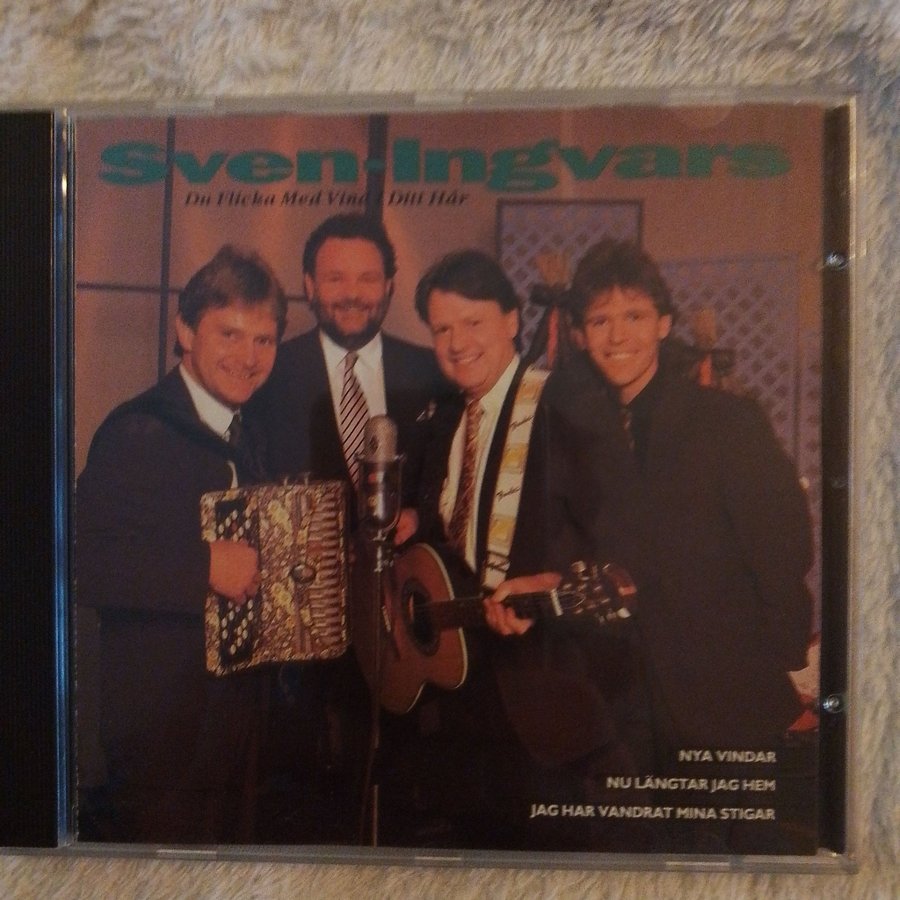 Sven-Ingvars
Du Flicka Med Vind I Ditt Hår
Fender
NYA VINDAR
NU LÄNGTAR JAG HEM
JAG HAR VANDRAT MINA STIGAR